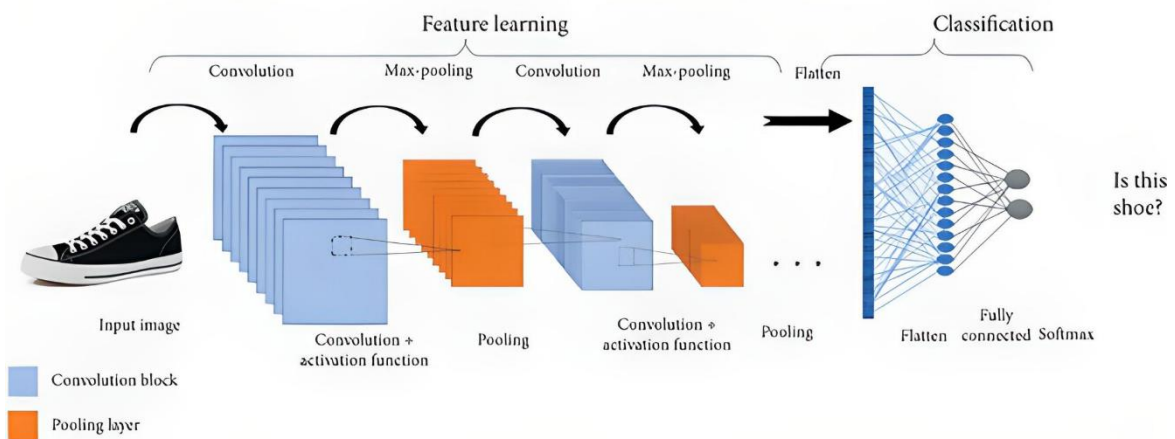 Feature learning
Classification
Convolution
Max-pooling
Convolution
Max-pooling
Flatten
Is this
shoe?
Input image
Convolution +
activation function
Pooling
Convolution +
activation function
Pooling
Flatten
Fully
connected
Softmax
Convolution block
Pooling layer